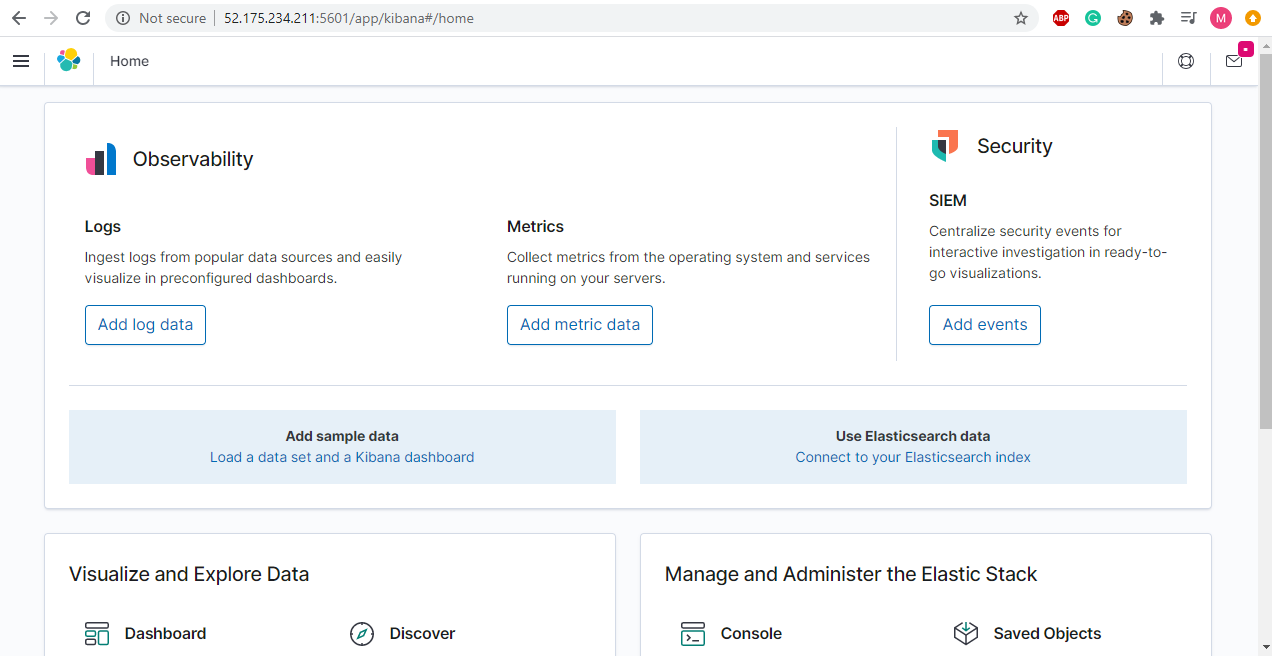 Not secure
52.175.234.211:5601/app/kibana#/home
ABP
G
M
Home
Observability
Security
Logs
Ingest logs from popular data sources and easily
visualize in preconfigured dashboards.
Add log data
Metrics
Collect metrics from the operating system and services
running on your servers.
Add metric data
SIEM
Centralize security events for
interactive investigation in ready-to-
go visualizations.
Add events
Add sample data
Load a data set and a Kibana dashboard
Use Elasticsearch data
Connect to your Elasticsearch index
Visualize and Explore Data
Dashboard
Discover
Manage and Administer the Elastic Stack
Console
Saved Objects